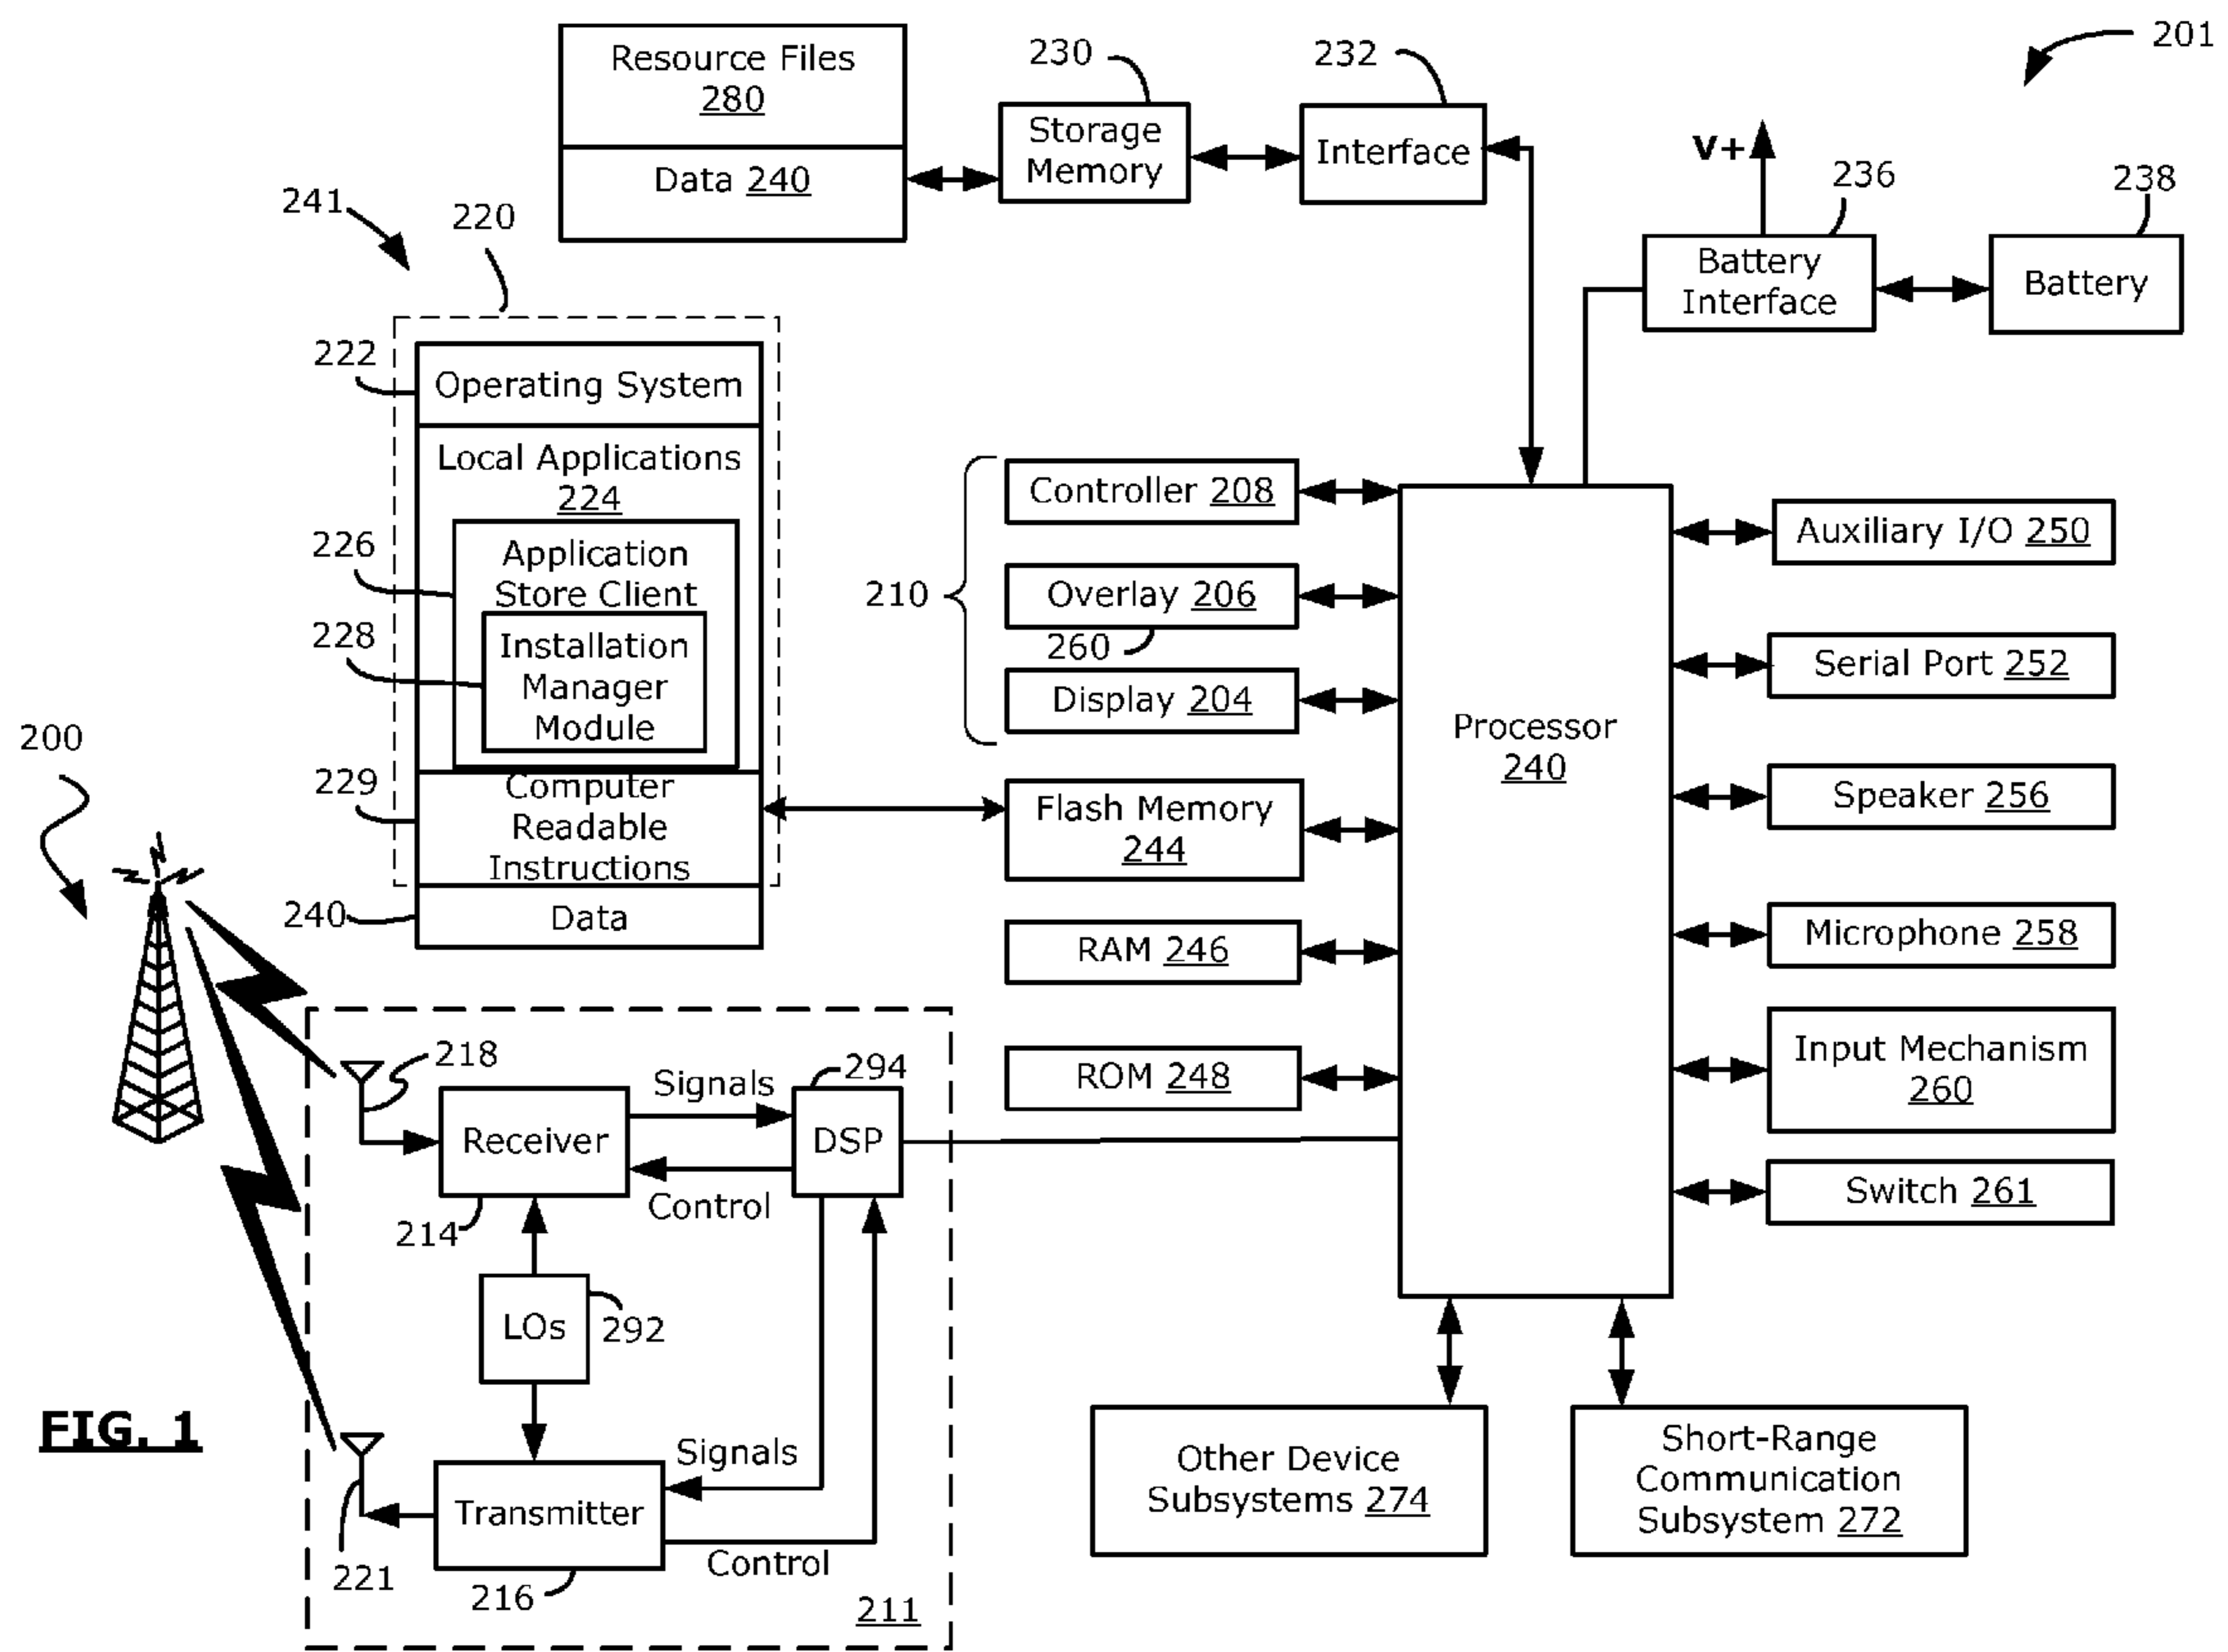 201
Resource Files
280
Data 240
230
Storage
Memory
232
Interface
V+
236
Battery
Interface
238
Battery
241
220
222
Operating System
Local Applications
224
226
Application
Store Client
228
Installation
Manager
Module
229
Computer
Readable
Instructions
240
Data
210
Controller 208
Overlay 206
260
Display 204
Flash Memory
244
RAM 246
ROM 248
Processor
240
Auxiliary I/O 250
Serial Port 252
Speaker 256
Microphone 258
Input Mechanism
260
Switch 261
200
218
Receiver
214
Signals
Control
294
DSP
LOs
292
Signals
Transmitter
216
Control
221
211
Other Device
Subsystems 274
Short-Range
Communication
Subsystem 272
FIG. 1